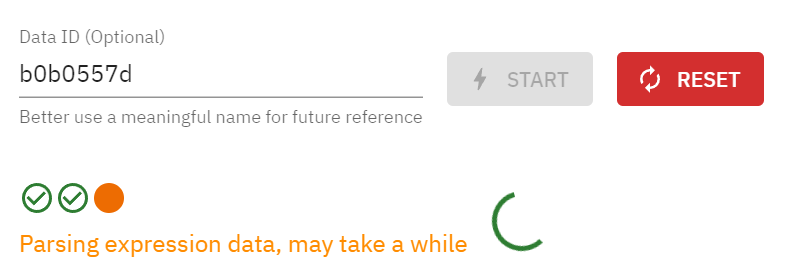 Data ID (Optional)
b0b0557d
START
RESET
Better use a meaningful name for future reference
Parsing expression data, may take a while